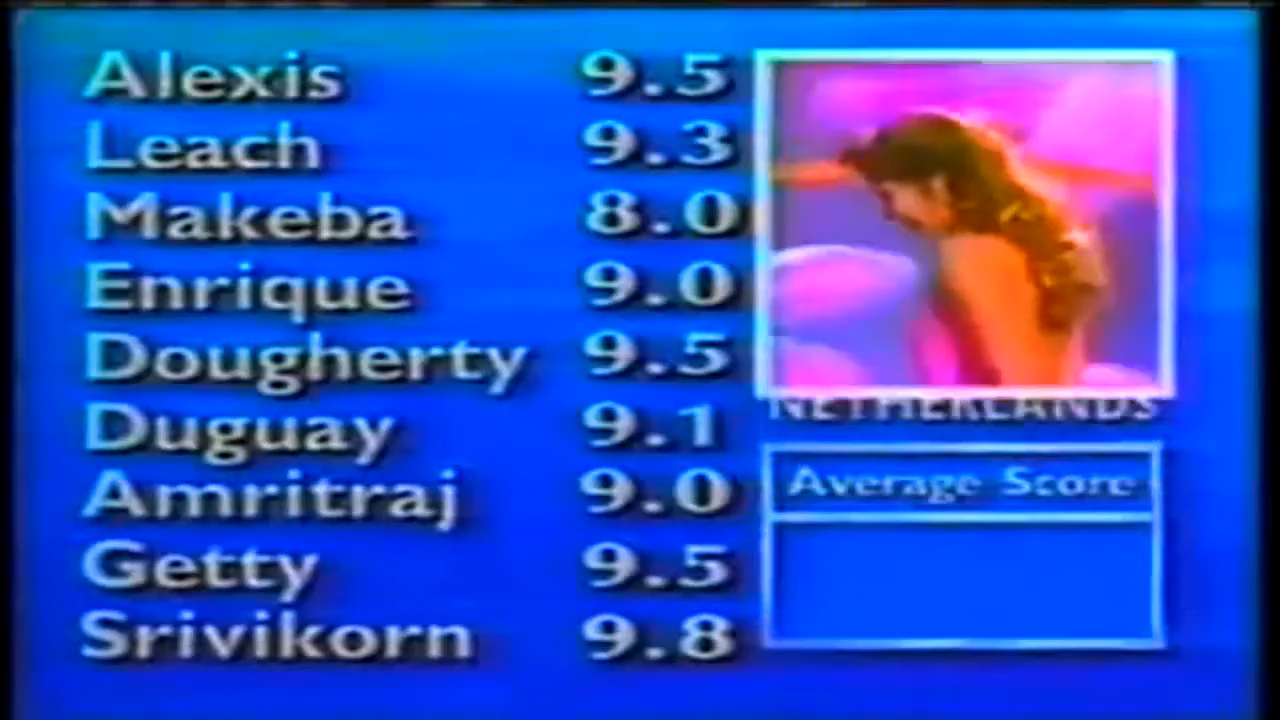 Alexis 9.5
Leach 9.3
Makeba 8.0
Enrique 9.0
Dougherty 9.5
Duguay 9.1
Amritraj 9.0
Getty 9.5
Srivikorn 9.8
NETHERLANDS
Average Score